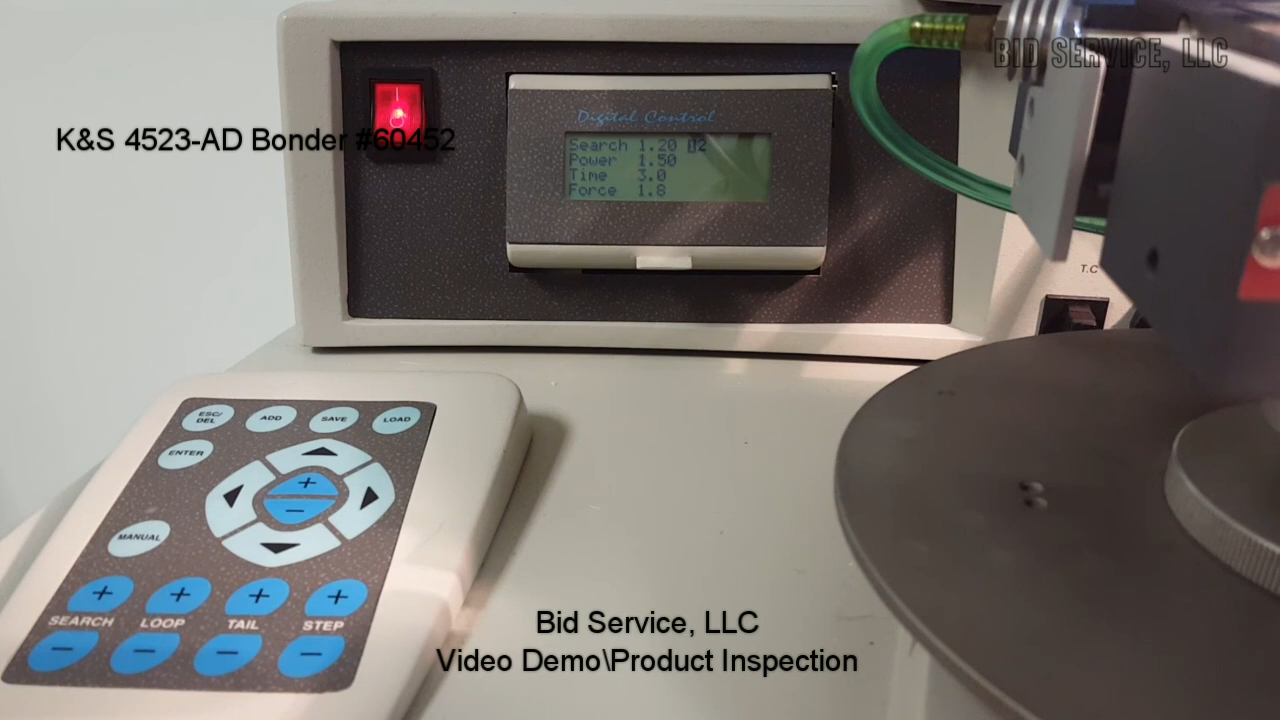 BID SERVICE, LLC
K&S 4523-AD Bonder #60452
Digital Control
Search 1.20 12
Power 1.50
Time 3.0
Force 1.8
T.C
ESC/
DEL
ADD
SAVE
LOAD
ENTER
+
−
MANUAL
+ + + +
SEARCH LOOP TAIL STEP
− − − −
Bid Service, LLC
Video Demo\Product Inspection